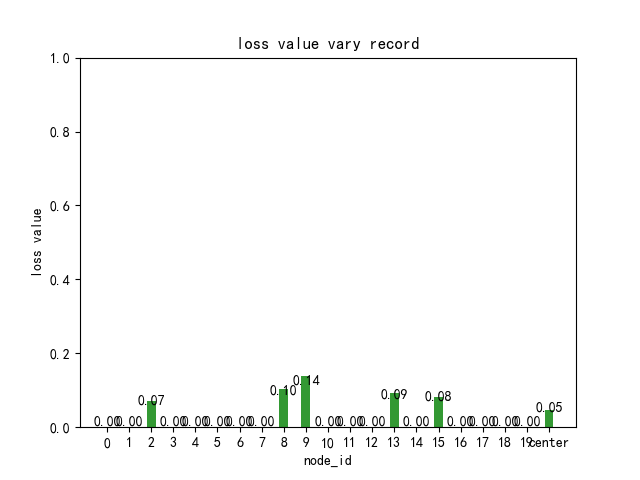 loss value vary record
1.0
0.8
0.6
0.4
0.2
0.0
loss value
0.00 0.00 0.07 0.00 0.00 0.00 0.00 0.00 0.10 0.14 0.00 0.00 0.00 0.09 0.00 0.08 0.00 0.00 0.00 0.00 0.05
0 1 2 3 4 5 6 7 8 9 10 11 12 13 14 15 16 17 18 19 center
node_id